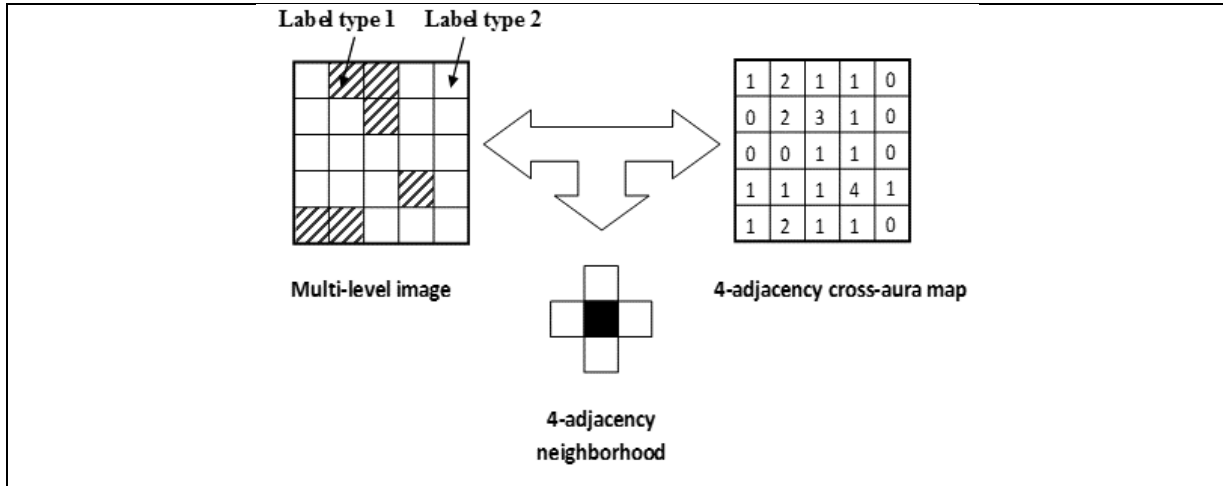 Label type 1 Label type 2
1 2 1 1 0
0 2 3 1 0
0 0 1 1 0
1 1 1 4 1
1 2 1 1 0
Multi-level image
4-adjacency cross-aura map
4-adjacency
neighborhood